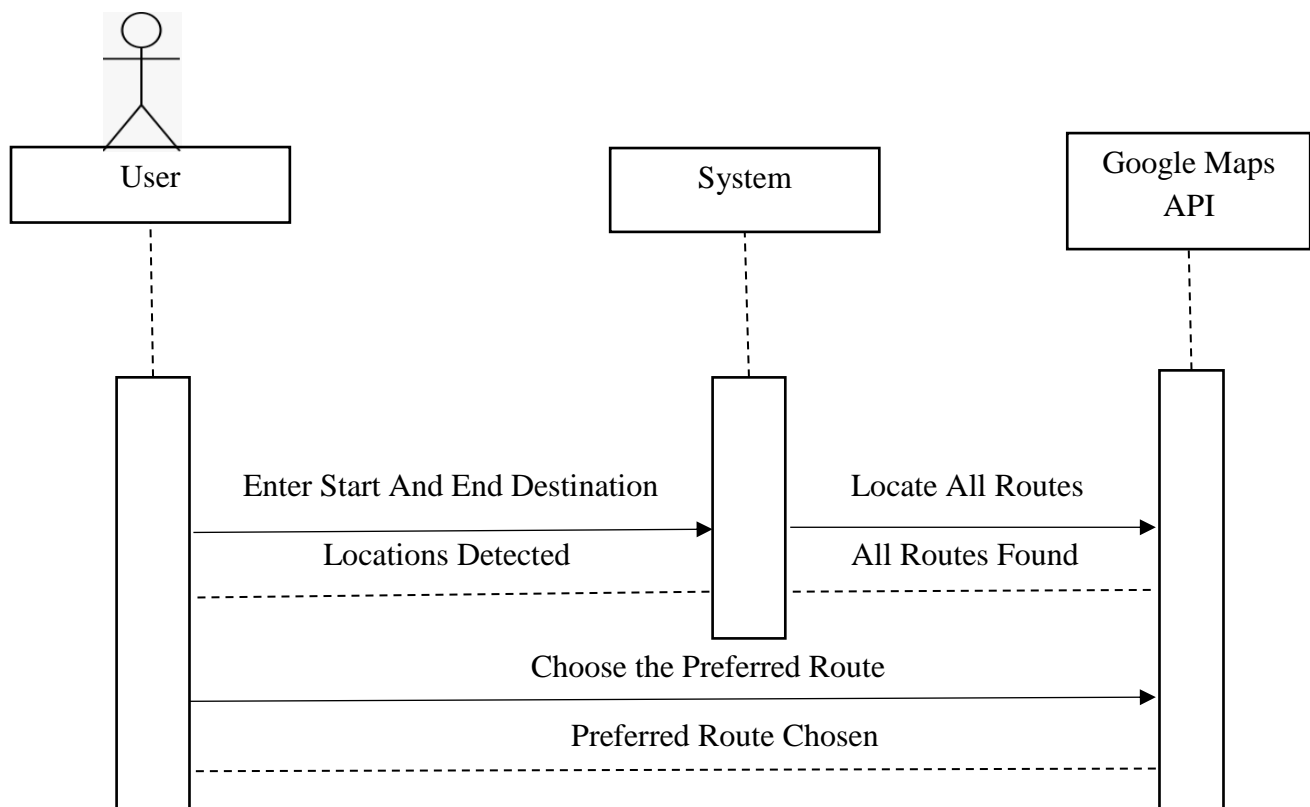 User
System
Google Maps
API
Enter Start And End Destination
Locate All Routes
Locations Detected
All Routes Found
Choose the Preferred Route
Preferred Route Chosen